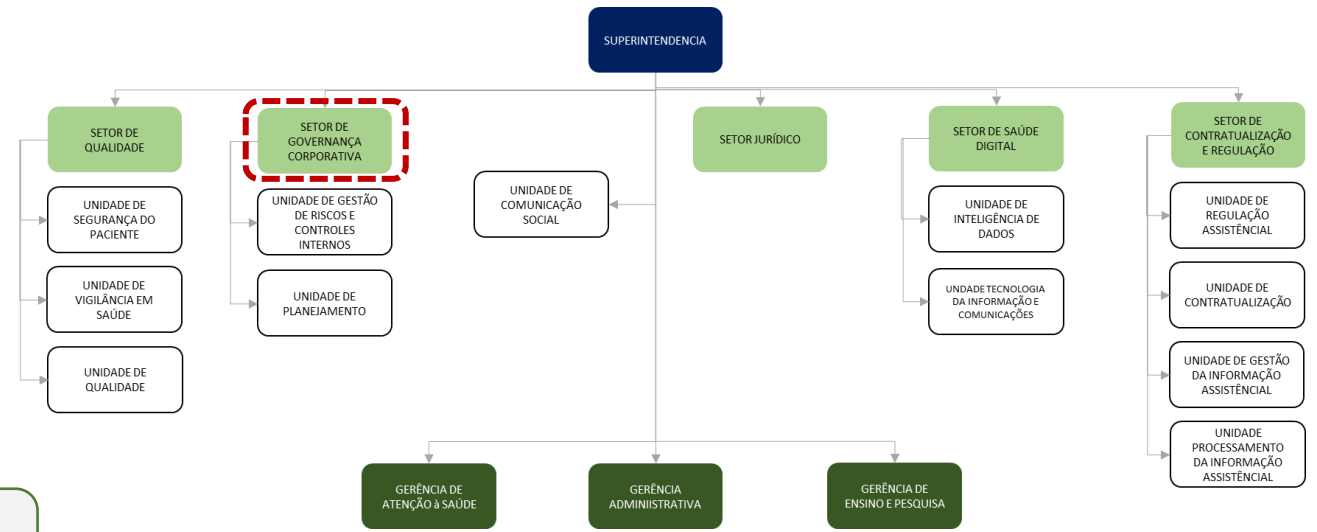 SUPERINTENDENCIA
SETOR DE
QUALIDADE
SETOR DE
GOVERNANÇA
CORPORATIVA
SETOR JURÍDICO
SETOR DE SAÚDE
DIGITAL
SETOR DE
CONTRATUALIZAÇÃO
E REGULAÇÃO
UNIDADE DE
SEGURANÇA DO
PACIENTE
UNIDADE DE
VIGILÂNCIA EM
SAÚDE
UNIDADE DE
QUALIDADE
UNIDADE DE GESTÃO
DE RISCOS E
CONTROLES
INTERNOS
UNIDADE DE
PLANEJAMENTO
UNIDADE DE
COMUNICAÇÃO
SOCIAL
UNIDADE DE
INTELIGÊNCIA DE
DADOS
UNDADE TECNOLOGIA
DA INFORMAÇÃO E
COMUNICAÇÕES
UNIDADE DE
REGULAÇÃO
ASSISTÊNCIAL
UNIDADE DE
CONTRATUALIZAÇÃO
UNIDADE DE GESTÃO
DA INFORMAÇÃO
ASSISTÊNCIAL
UNIDADE
PROCESSAMENTO
DA INFORMAÇÃO
ASSISTÊNCIAL
GERÊNCIA DE
ATENÇÃO à SAÚDE
GERÊNCIA
ADMINIISTRATIVA
GERÊNCIA DE
ENSINO E PESQUISA